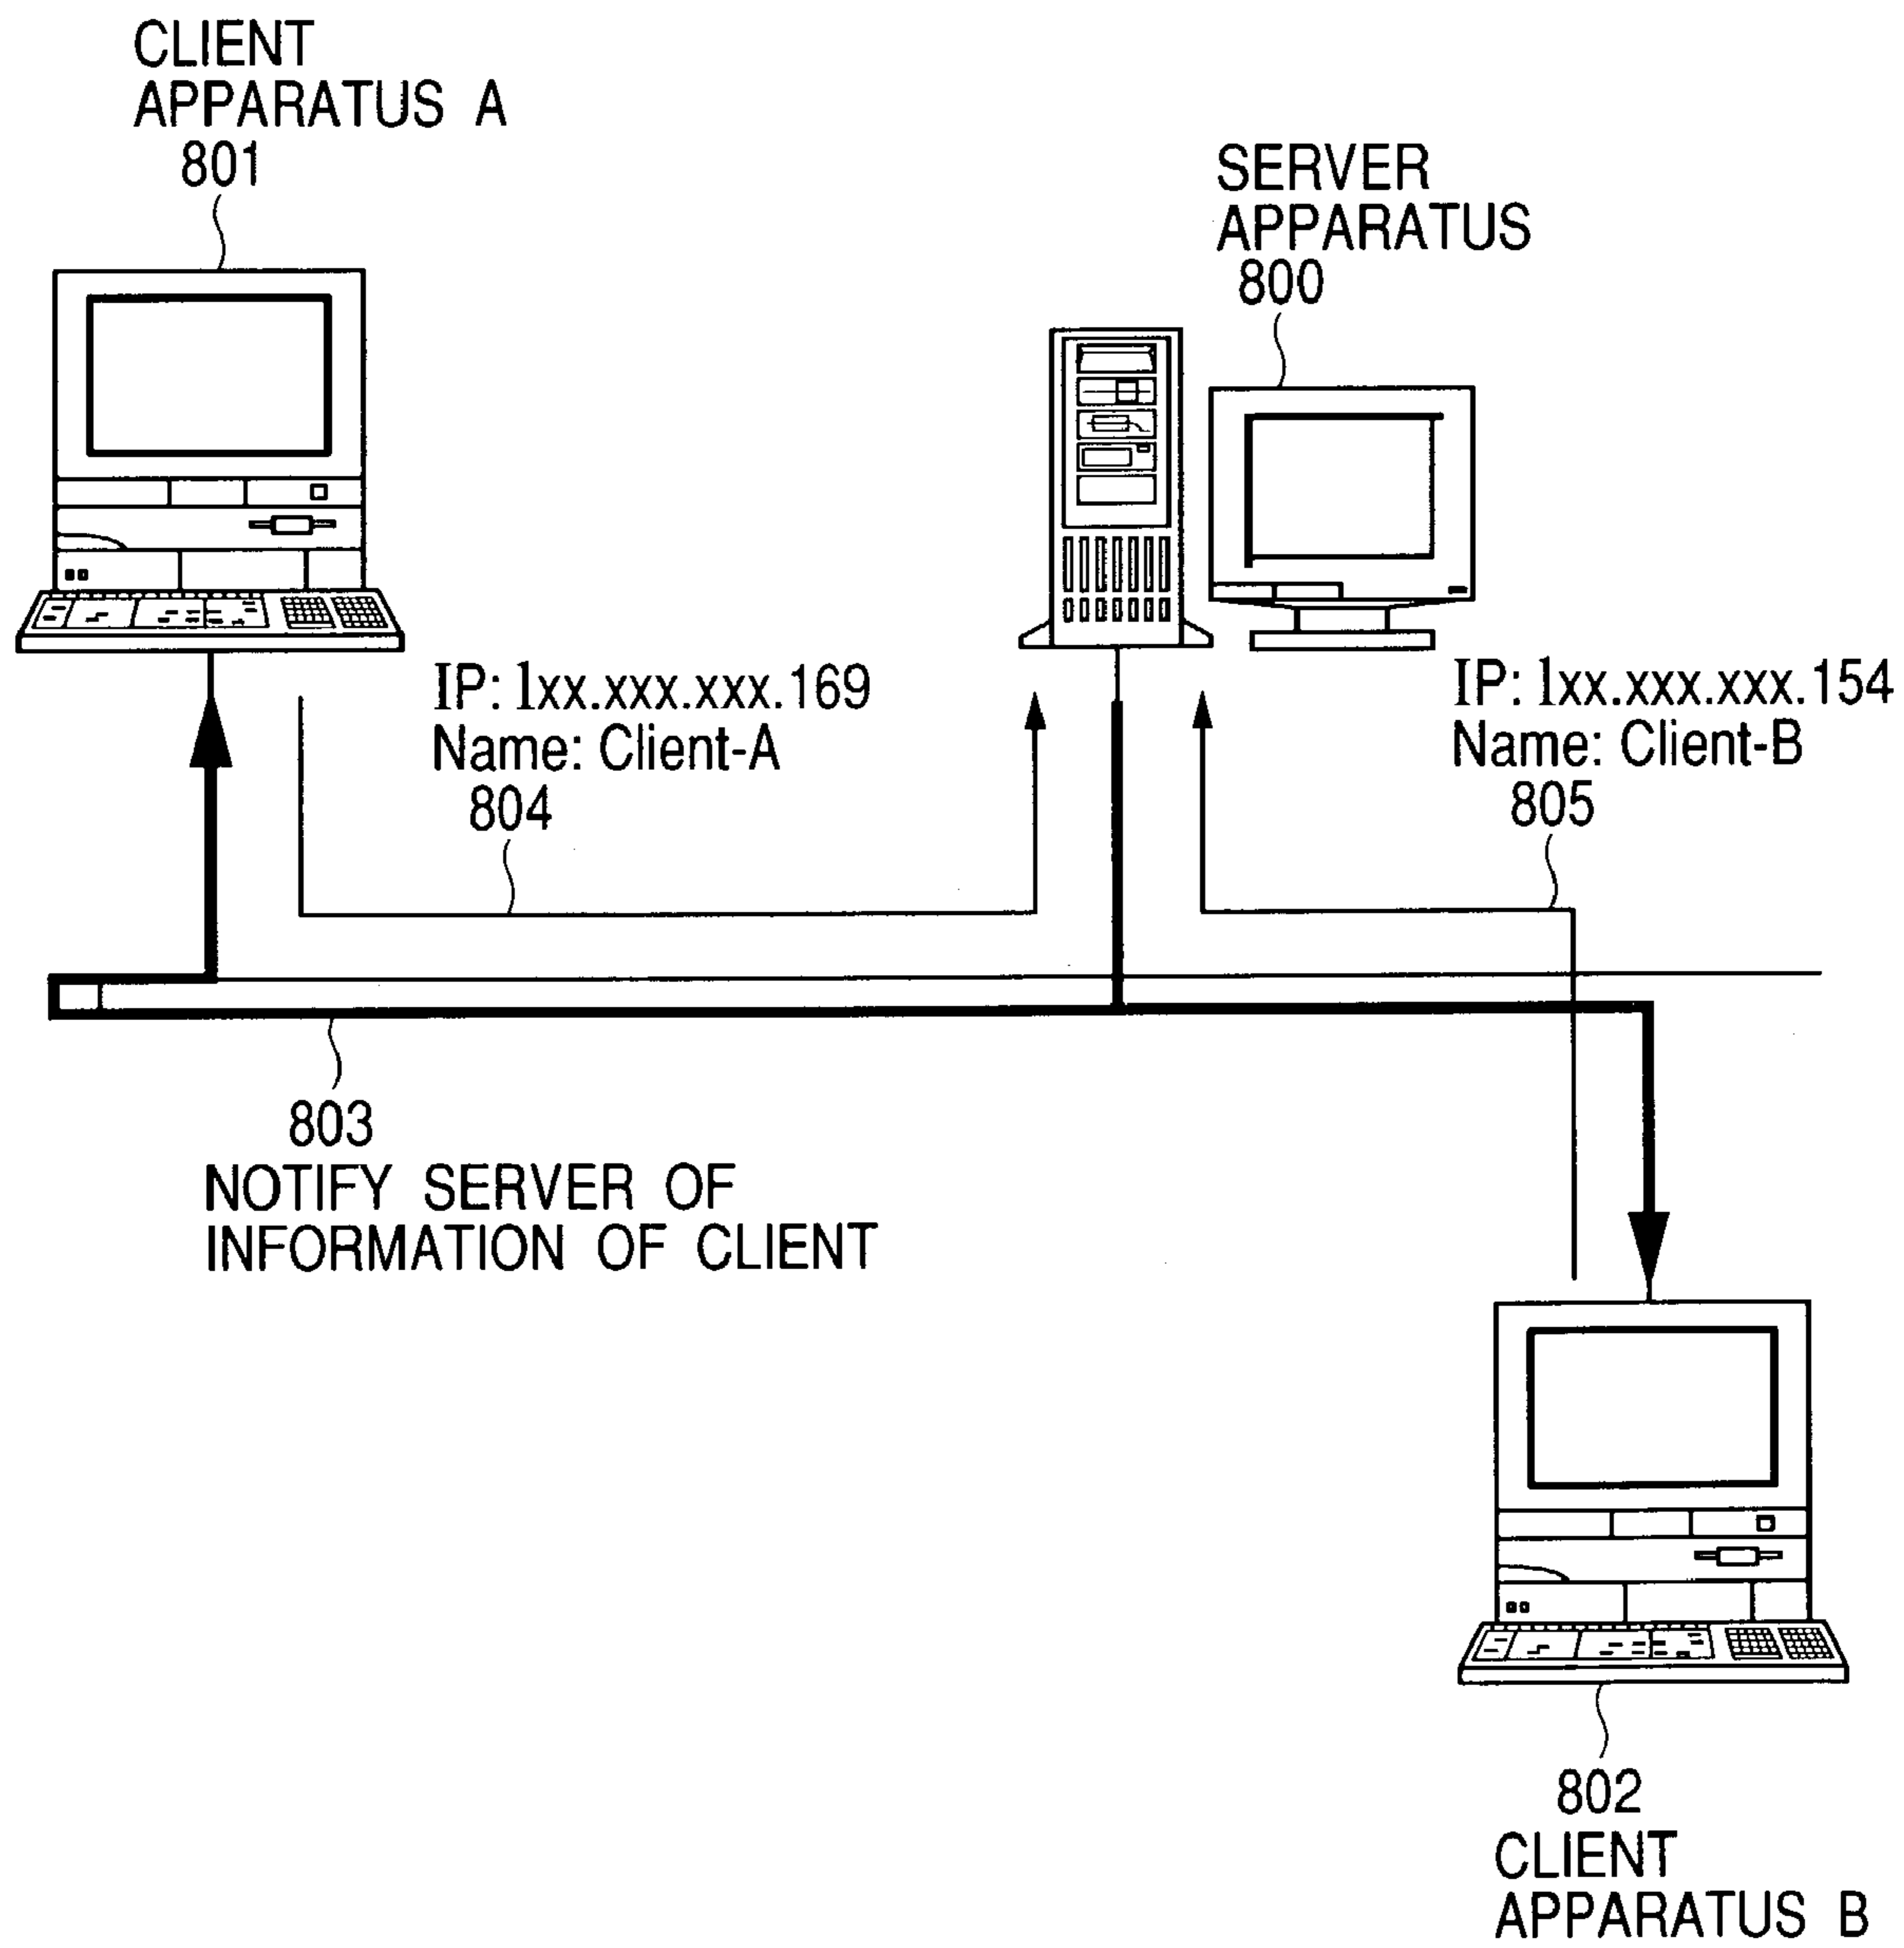 CLIENT
APPARATUS A
801
SERVER
APPARATUS
800
IP: 1xx.xxx.xxx.169
Name: Client-A
804
IP: 1xx.xxx.xxx.154
Name: Client-B
805
803
NOTIFY SERVER OF
INFORMATION OF CLIENT
802
CLIENT
APPARATUS B